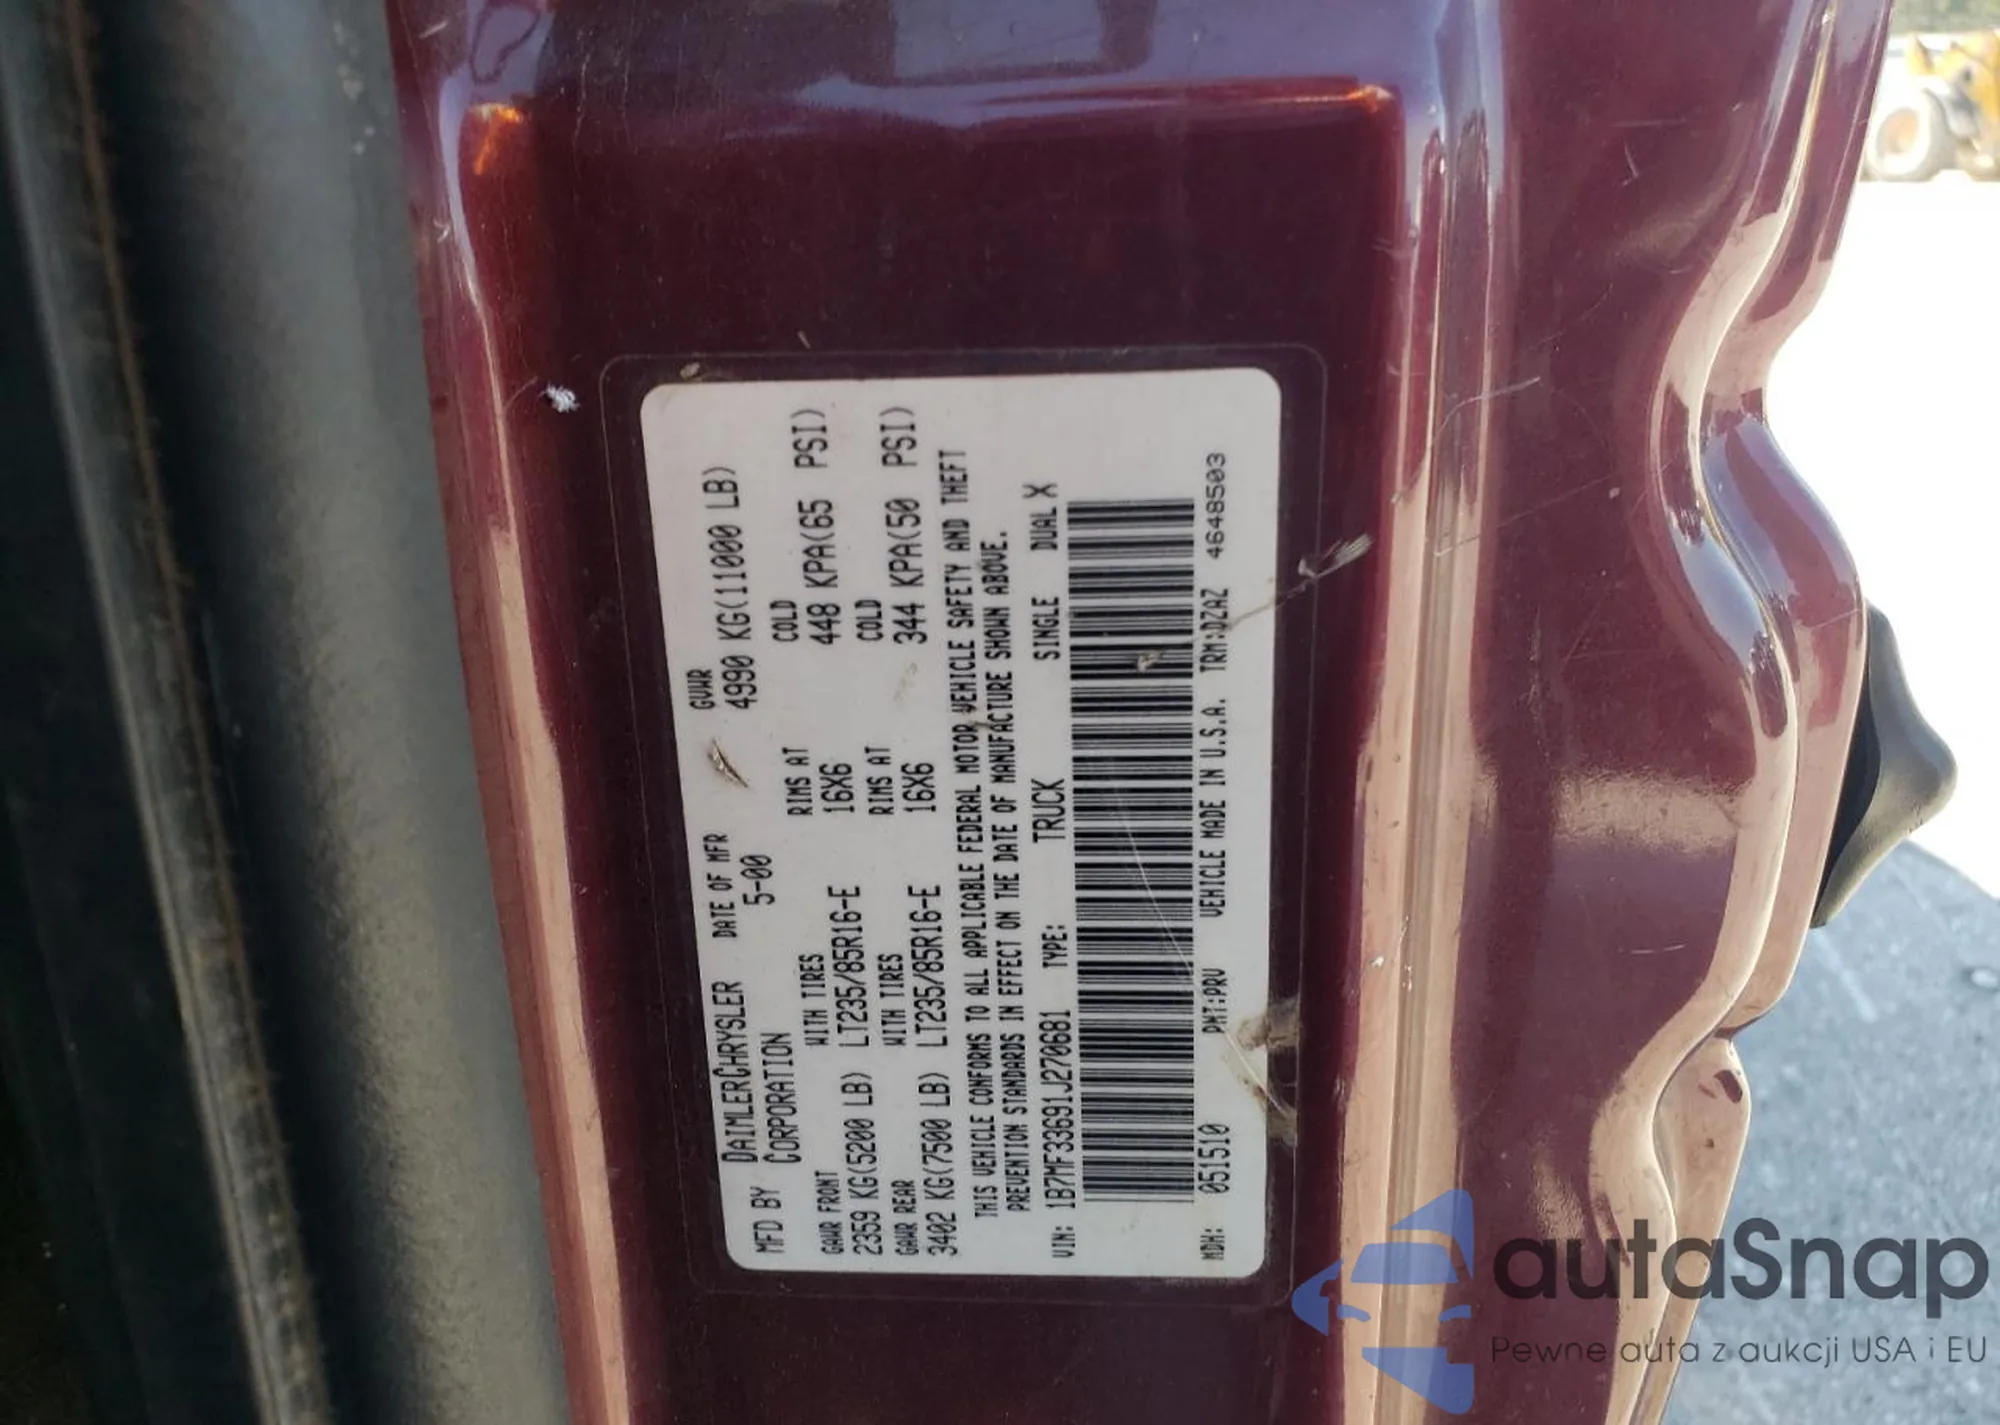 MFD BY DAIMLERCHRYSLER CORPORATION DATE OF MFR 5-00 GVWR 4990 KG(11000 LB)
GAWR FRONT WITH TIRES RIMS AT COLD
2359 KG(5200 LB) LT235/85R16-E 16X6 448 KPA(65 PSI)
GAWR REAR WITH TIRES RIMS AT COLD
3402 KG(7500 LB) LT235/85R16-E 16X6 344 KPA(50 PSI)
THIS VEHICLE CONFORMS TO ALL APPLICABLE FEDERAL MOTOR VEHICLE SAFETY AND THEFT
PREVENTION STANDARDS IN EFFECT ON THE DATE OF MANUFACTURE SHOWN ABOVE.
VIN: 1B7MF33691J270681 TYPE: TRUCK SINGLE DUAL X
MDH: 051510 PNT:PRV VEHICLE MADE IN U.S.A. TRM:DZAZ 4648503
autaSnap
Pewne auta z aukcji USA i EU